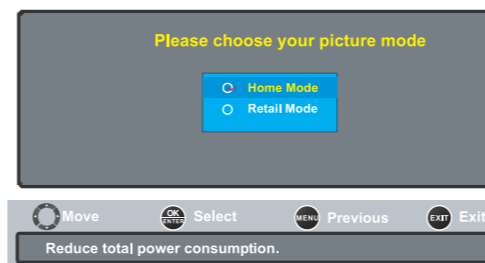 Please choose your picture mode
Home Mode
Retail Mode
Move OK ENTER Select MENU Previous EXIT Exit
Reduce total power consumption.